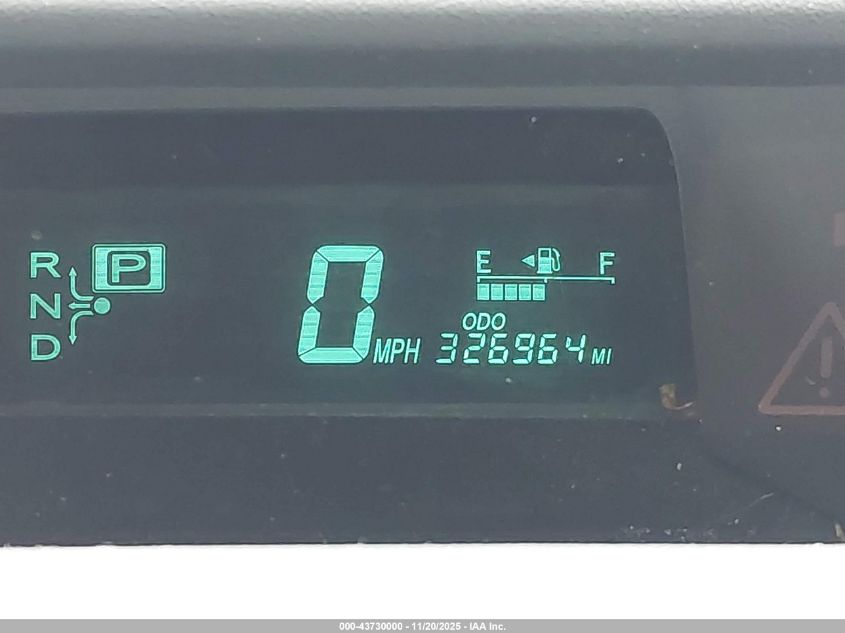 R P
N
D
0 MPH
E F
ODO
326964 MI
000-43730000 - 11/20/2025 - IAA Inc.